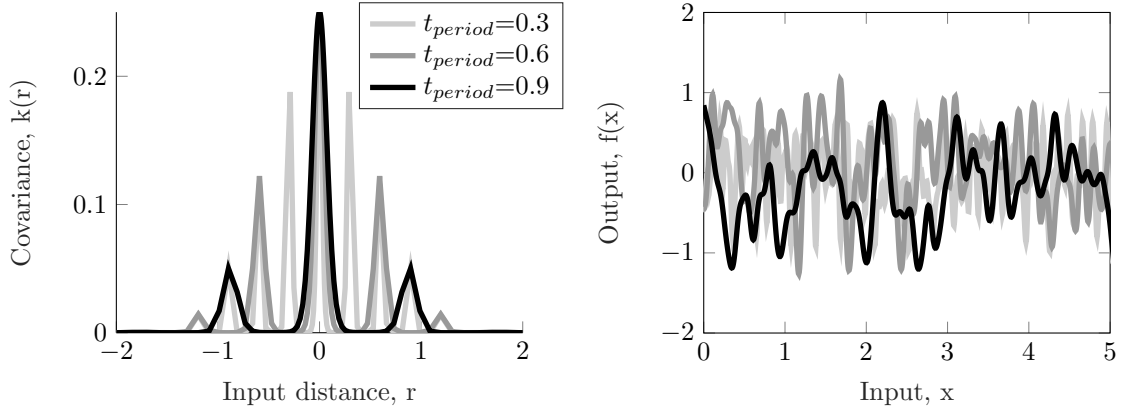 t_period=0.3
t_period=0.6
t_period=0.9
0.2
0.1
0
−2
−1
0
1
2
Covariance, k(r)
Input distance, r
2
1
0
−1
−2
0
1
2
3
4
5
Output, f(x)
Input, x